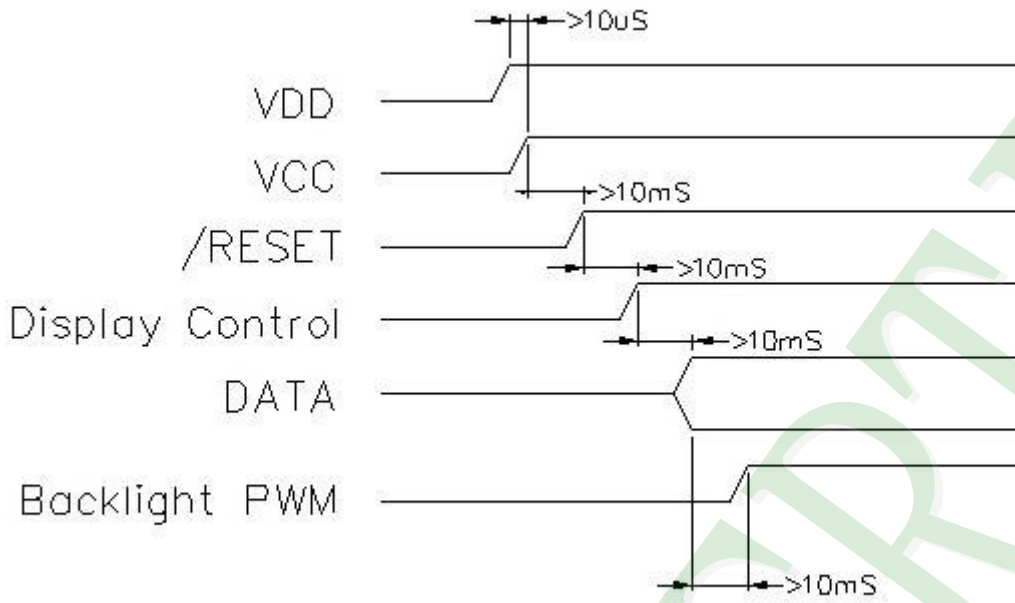 >10uS
VDD
VCC
>10mS
/RESET
>10mS
Display Control
>10mS
DATA
Backlight PWM
>10mS